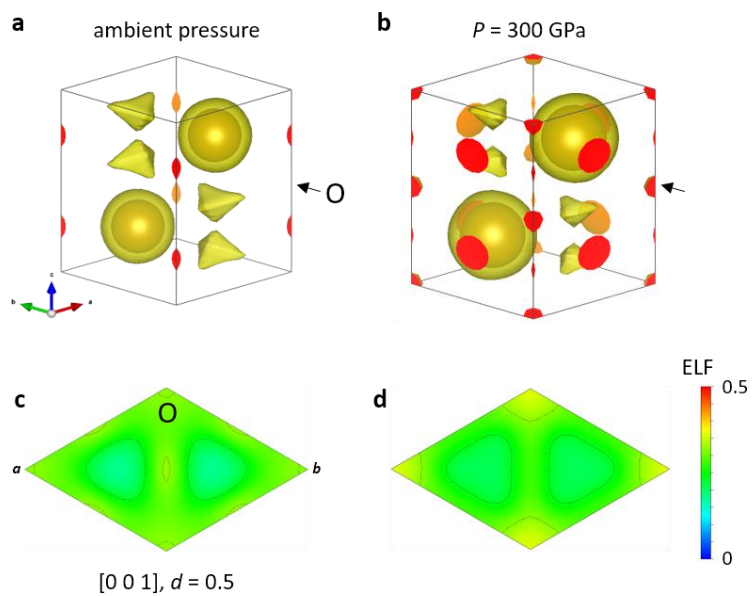 a ambient pressure
b P = 300 GPa
O
c
b a
c O
a b
[0 0 1], d = 0.5
d
ELF
0.5
0